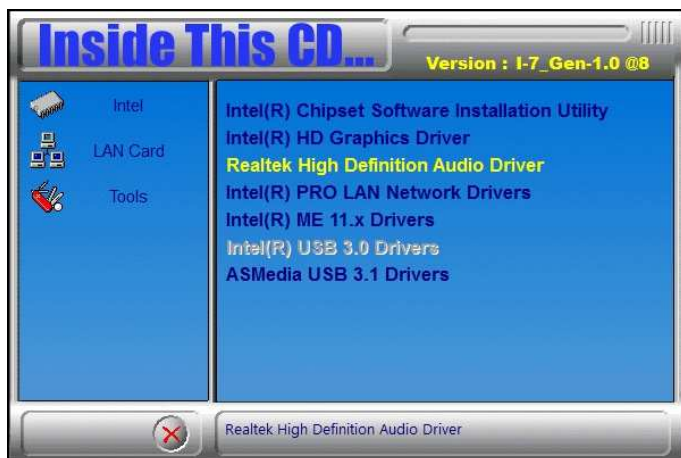 Inside This CD...
Version : I-7_Gen-1.0 @8
Intel
LAN Card
Tools
Intel(R) Chipset Software Installation Utility
Intel(R) HD Graphics Driver
Realtek High Definition Audio Driver
Intel(R) PRO LAN Network Drivers
Intel(R) ME 11.x Drivers
Intel(R) USB 3.0 Drivers
ASMedia USB 3.1 Drivers
Realtek High Definition Audio Driver